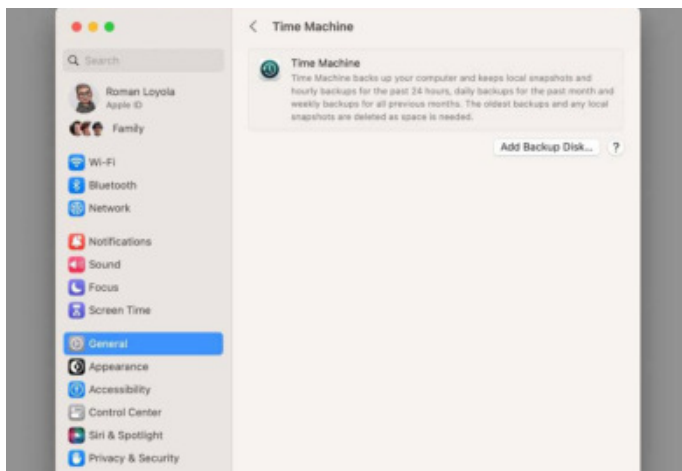 Time Machine
Search
Roman Loyola
Apple ID
Family
Wi-Fi
Bluetooth
Network
Notifications
Sound
Focus
Screen Time
General
Appearance
Accessibility
Control Center
Siri & Spotlight
Privacy & Security
Time Machine
Time Machine backs up your computer and keeps local snapshots and
hourly backups for the past 24 hours, daily backups for the past month and
weekly backups for all previous months. The oldest backups and any local
snapshots are deleted as space is needed.
Add Backup Disk... ?